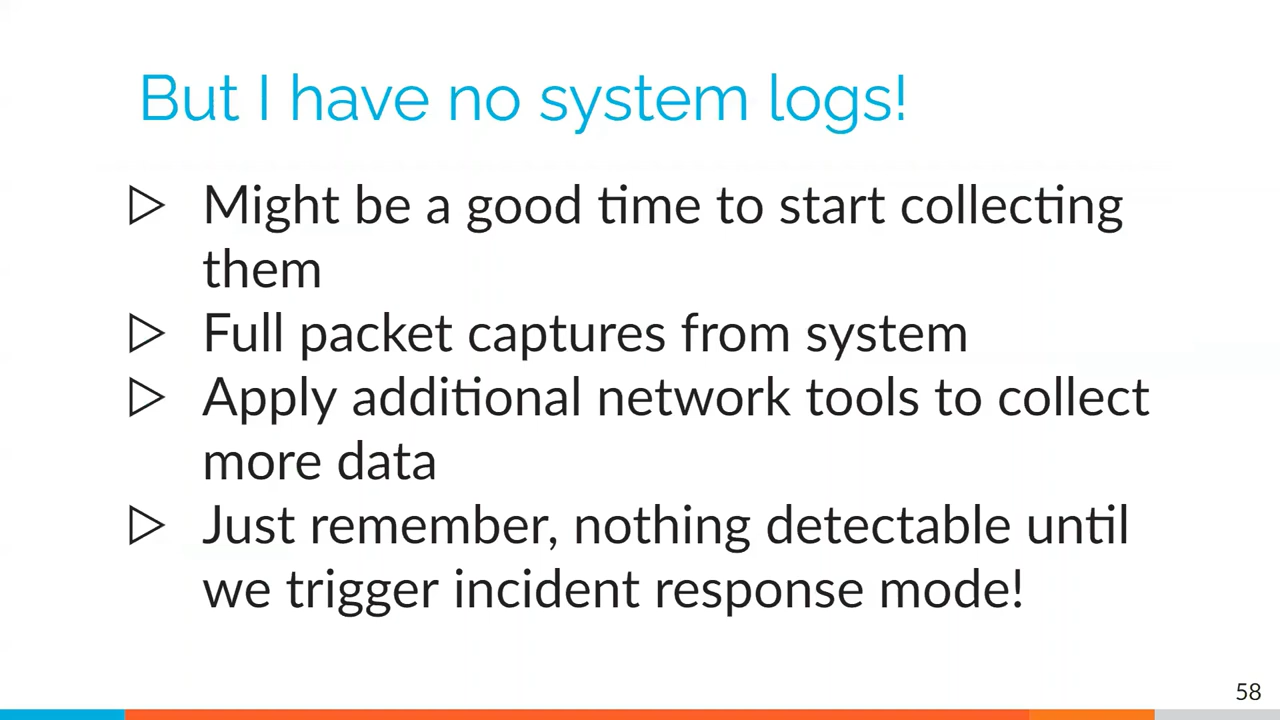 But I have no system logs!
▷ Might be a good time to start collecting
them
▷ Full packet captures from system
▷ Apply additional network tools to collect
more data
▷ Just remember, nothing detectable until
we trigger incident response mode!
58